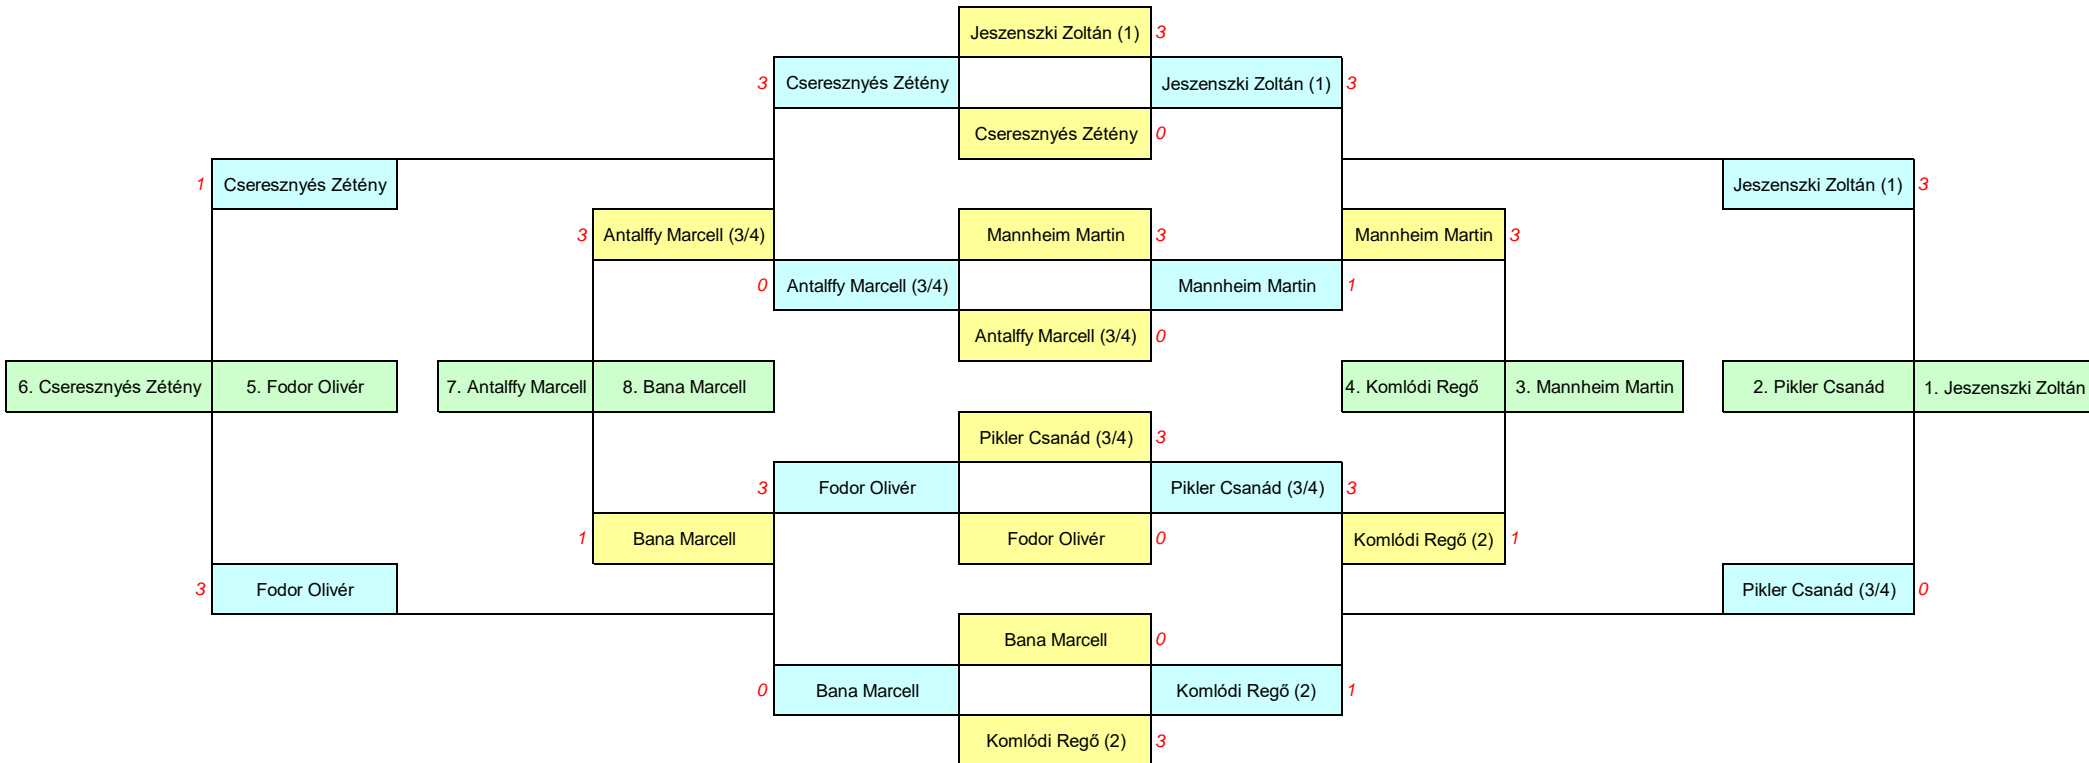 Jeszenszki Zoltán (1) 3
3 Cseresznyés Zétény Jeszenszki Zoltán (1) 3
Cseresznyés Zétény 0
1 Cseresznyés Zétény Jeszenszki Zoltán (1) 3
3 Antalffy Marcell (3/4) Mannheim Martin 3 Mannheim Martin 3
0 Antalffy Marcell (3/4) Mannheim Martin 1
Antalffy Marcell (3/4) 0
6. Cseresznyés Zétény 5. Fodor Olivér 7. Antalffy Marcell 8. Bana Marcell 4. Komlódi Regő 3. Mannheim Martin 2. Pikler Csanád 1. Jeszenszki Zoltán
Pikler Csanád (3/4) 3
3 Fodor Olivér Pikler Csanád (3/4) 3
1 Bana Marcell Fodor Olivér 0 Komlódi Regő (2) 1
3 Fodor Olivér Pikler Csanád (3/4) 0
Bana Marcell 0
0 Bana Marcell Komlódi Regő (2) 1
Komlódi Regő (2) 3